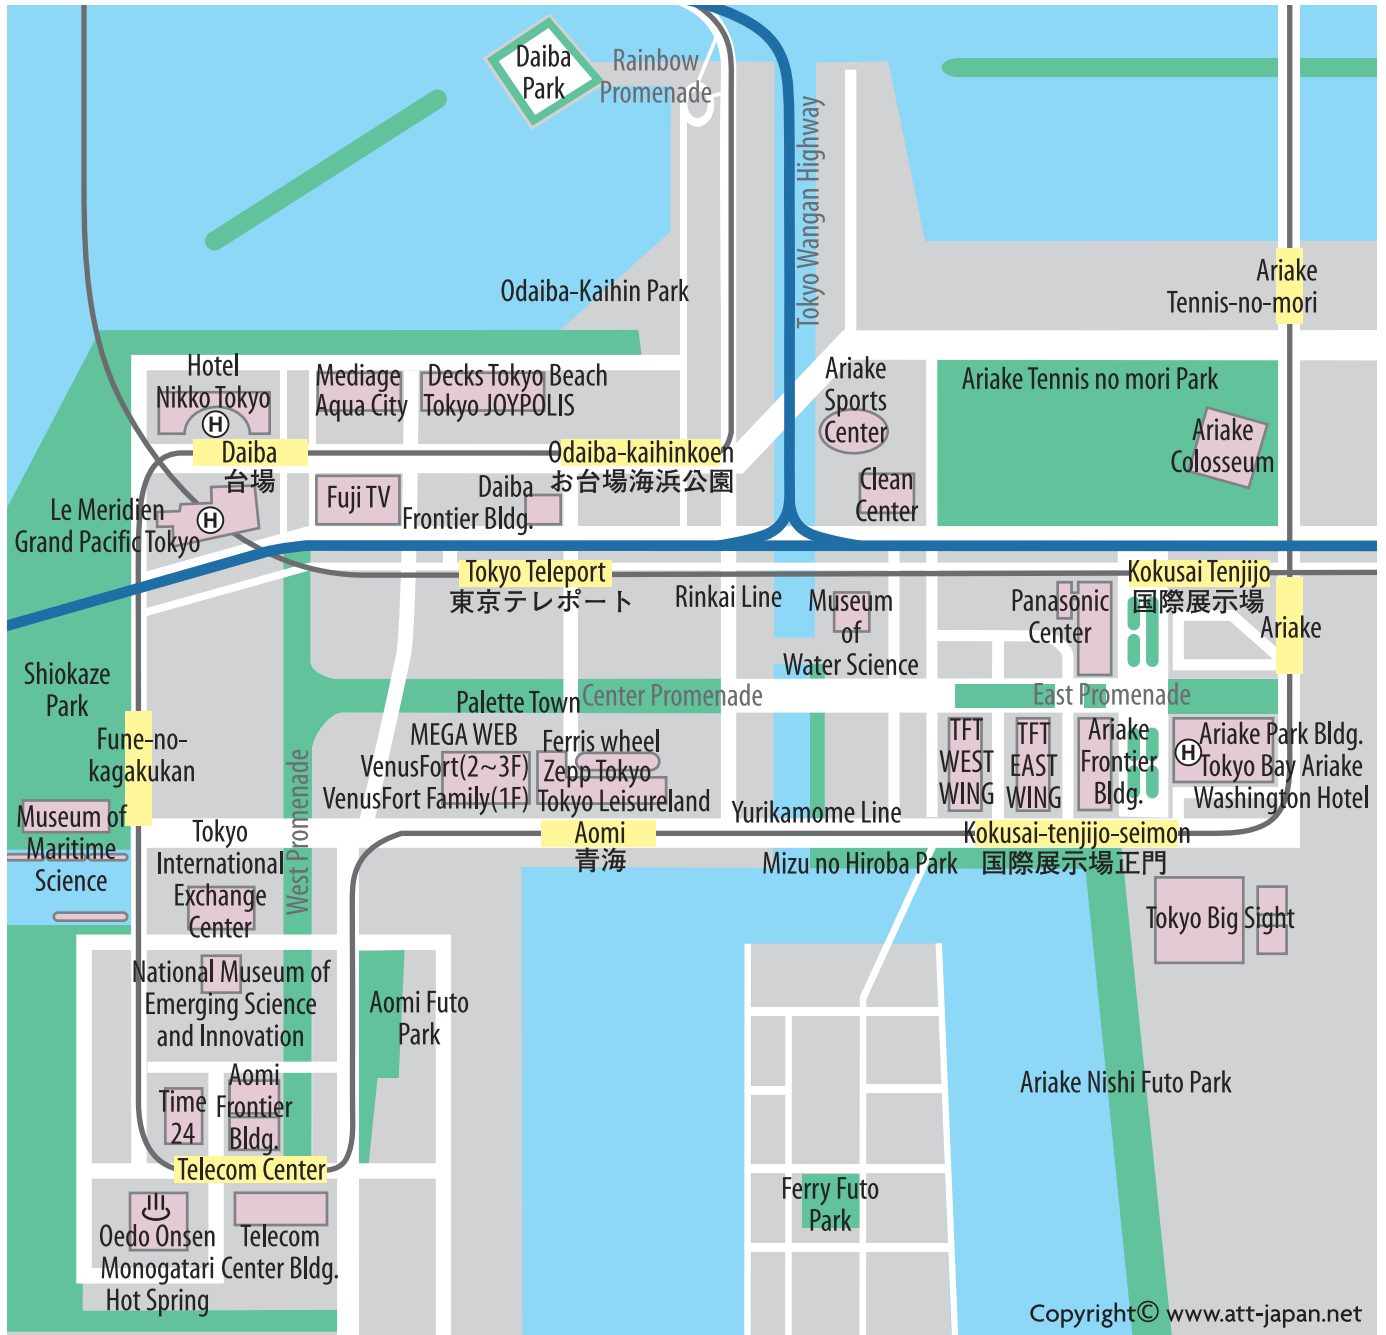 Daiba
Park
Rainbow
Promenade
Tokyo Wangan Highway
Odaiba-Kaihin Park
Ariake
Tennis-no-mori
Hotel
Nikko Tokyo
H
Mediage
Aqua City
Decks Tokyo Beach
Tokyo JOYPOLIS
Ariake
Sports
Center
Ariake Tennis no mori Park
Ariake
Colosseum
Daiba
台場
Odaiba-kaihinkoen
お台場海浜公園
Le Meridien
Grand Pacific Tokyo
H
Fuji TV
Daiba
Frontier Bldg.
Clean
Center
Tokyo Teleport
東京テレポート
Rinkai Line
Museum
of
Water Science
Panasonic
Center
Kokusai Tenjijo
国際展示場
Ariake
Shiokaze
Park
Palette Town
Center Promenade
East Promenade
Fune-no-
kagakukan
West Promenade
MEGA WEB
VenusFort(2~3F)
VenusFort Family(1F)
Ferris wheel
Zepp Tokyo
Tokyo Leisureland
TFT
WEST
WING
TFT
EAST
WING
Ariake
Frontier
Bldg.
H
Ariake Park Bldg.
Tokyo Bay Ariake
Washington Hotel
Museum of
Maritime
Science
Tokyo
International
Exchange
Center
Aomi
青海
Yurikamome Line
Mizu no Hiroba Park
Kokusai-tenjijo-seimon
国際展示場正門
Tokyo Big Sight
National Museum of
Emerging Science
and Innovation
Aomi Futo
Park
Time
24
Aomi
Frontier
Bldg.
Ariake Nishi Futo Park
Telecom Center
Ferry Futo
Park
Oedo Onsen
Monogatari
Hot Spring
Telecom
Center Bldg.
Copyright© www.att-japan.net